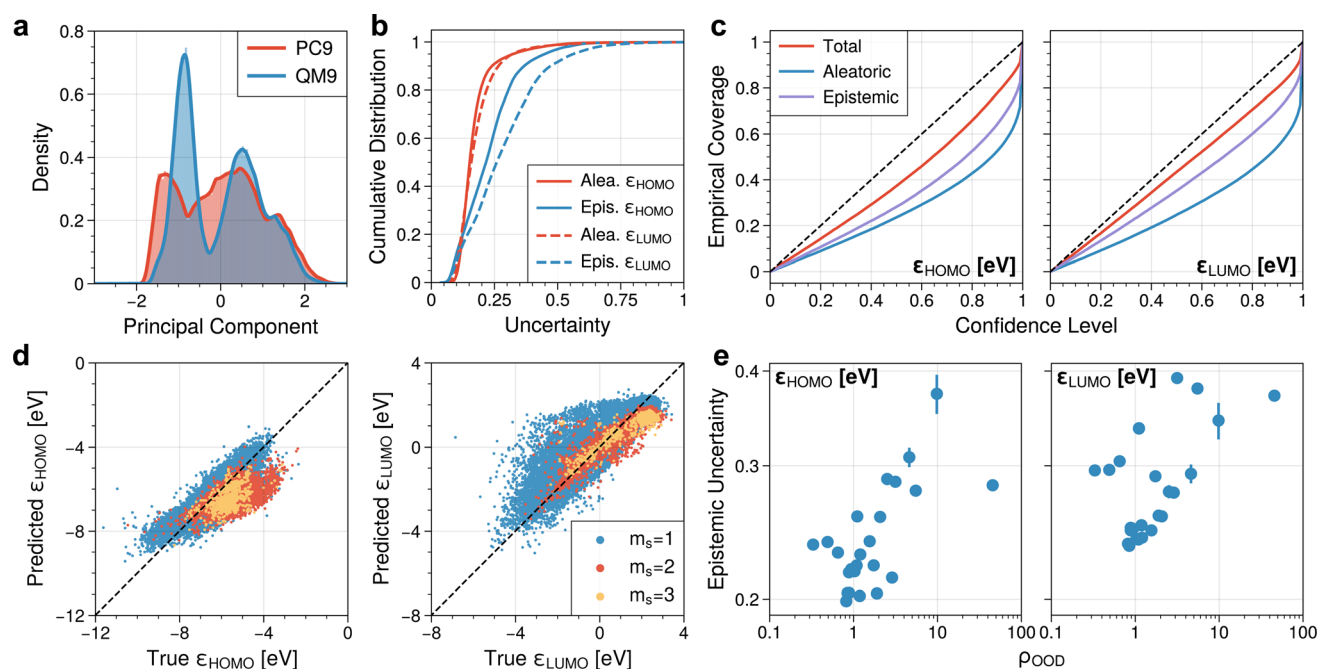 a
PC9
QM9
0.8
0.6
0.4
0.2
0
−2
0
2
Density
Principal Component
b
1
0.8
0.6
0.4
0.2
0
0
0.25
0.5
0.75
1
Cumulative Distribution
Uncertainty
Alea. εHOMO
Epis. εHOMO
Alea. εLUMO
Epis. εLUMO
c
Total
Aleatoric
Epistemic
1
0.8
0.6
0.4
0.2
0
Empirical Coverage
εHOMO [eV]
εLUMO [eV]
0
0.2
0.4
0.6
0.8
1
0
0.2
0.4
0.6
0.8
1
Confidence Level
d
0
−4
−8
−12
−12
−8
−4
0
Predicted εHOMO [eV]
True εHOMO [eV]
4
0
−4
−8
−8
−4
0
4
Predicted εLUMO [eV]
True εLUMO [eV]
ms=1
ms=2
ms=3
e
εHOMO [eV]
εLUMO [eV]
0.4
0.3
0.2
Epistemic Uncertainty
0.1
1
10
100
0.1
1
10
100
ρOOD